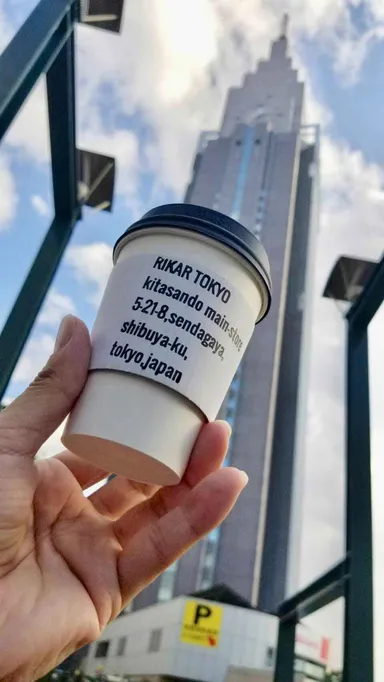 RIKAR TOKYO
kitasando main-store
5-21-8,sendagaya,
shibuya-ku,
tokyo,japan
P